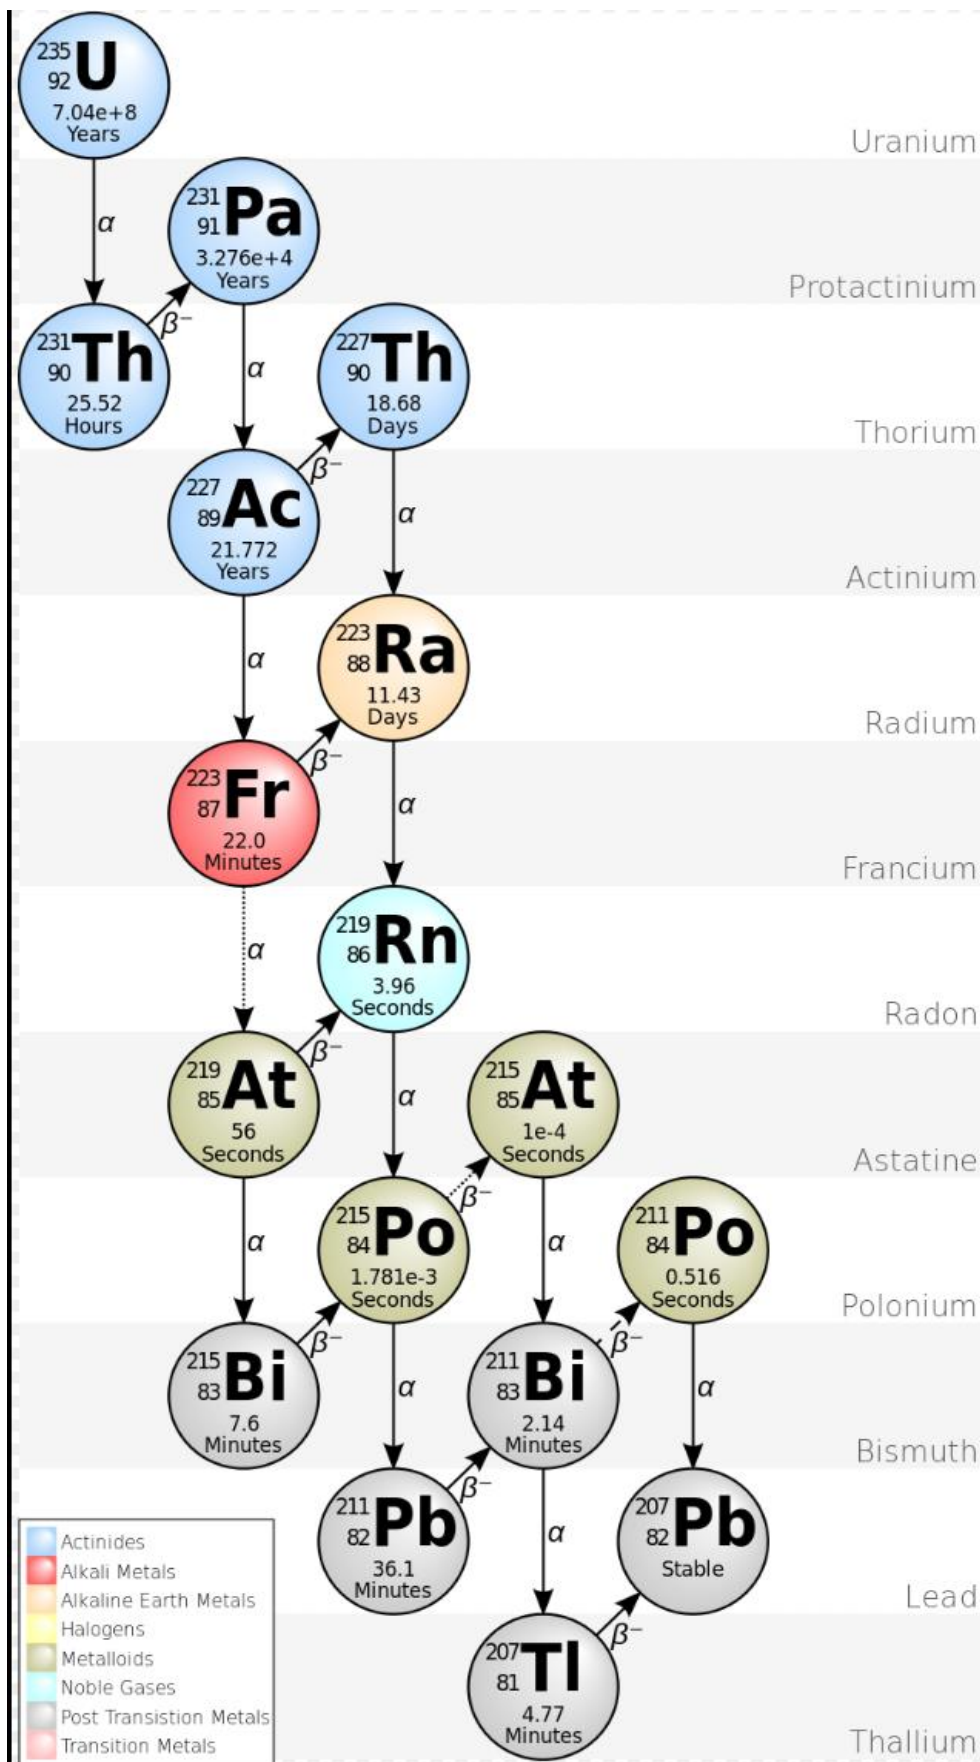 235
92 U
7.04e+8
Years
Uranium
α
231
91 Pa
3.276e+4
Years
Protactinium
β⁻
231
90 Th
25.52
Hours
α
227
90 Th
18.68
Days
Thorium
β⁻
227
89 Ac
21.772
Years
α
Actinium
α
223
88 Ra
11.43
Days
Radium
β⁻
223
87 Fr
22.0
Minutes
α
Francium
α
219
86 Rn
3.96
Seconds
Radon
β⁻
219
85 At
56
Seconds
α
215
85 At
1e-4
Seconds
Astatine
β⁻
α
215
84 Po
1.781e-3
Seconds
α
211
84 Po
0.516
Seconds
Polonium
β⁻
β⁻
215
83 Bi
7.6
Minutes
α
211
83 Bi
2.14
Minutes
α
Bismuth
β⁻
211
82 Pb
36.1
Minutes
α
207
82 Pb
Stable
Lead
β⁻
207
81 Tl
4.77
Minutes
Thallium
Actinides
Alkali Metals
Alkaline Earth Metals
Halogens
Metalloids
Noble Gases
Post Transistion Metals
Transition Metals